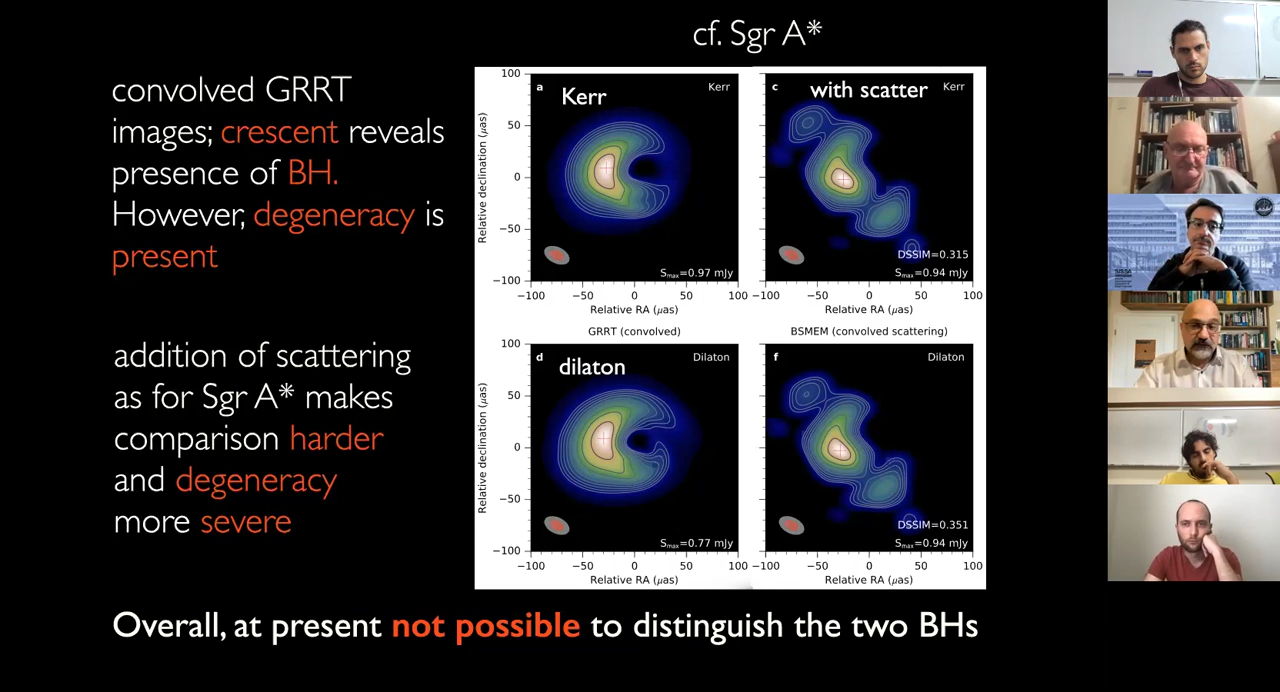 cf. Sgr A*
convolved GRRT
images; crescent reveals
presence of BH.
However, degeneracy is
present
addition of scattering
as for Sgr A* makes
comparison harder
and degeneracy
more severe
100
50
0
−50
−100
Relative declination (μas)
a
Kerr
Kerr
Smax=0.97 mJy
−100
−50
0
50
100
Relative RA (μas)
c
with scatter
Kerr
DSSIM=0.315
Smax=0.94 mJy
−100
−50
0
50
100
Relative RA (μas)
GRRT (convolved)
BSMEM (convolved scattering)
100
50
0
−50
−100
Relative declination (μas)
d
dilaton
Dilaton
Smax=0.77 mJy
−100
−50
0
50
100
Relative RA (μas)
f
Dilaton
DSSIM=0.351
Smax=0.94 mJy
−100
−50
0
50
100
Relative RA (μas)
Overall, at present not possible to distinguish the two BHs